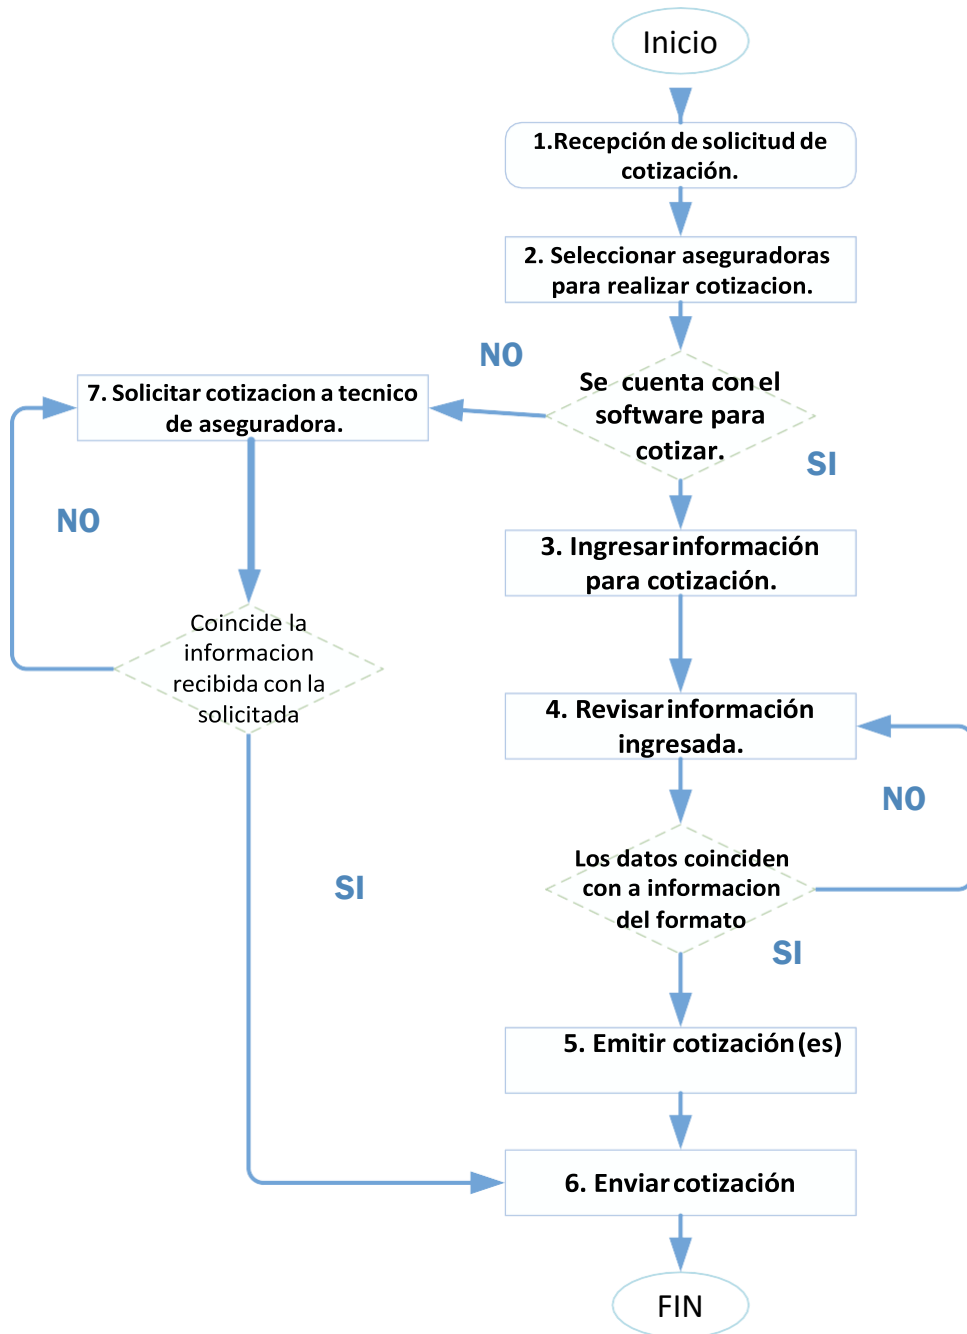 Inicio
1.Recepción de solicitud de
cotización.
2. Seleccionar aseguradoras
para realizar cotizacion.
NO
Se cuenta con el
software para
cotizar.
SI
7. Solicitar cotizacion a tecnico
de aseguradora.
NO
3. Ingresar información
para cotización.
Coincide la
informacion
recibida con la
solicitada
4. Revisar información
ingresada.
NO
Los datos coinciden
con a informacion
del formato
SI
SI
5. Emitir cotización (es)
6. Enviar cotización
FIN